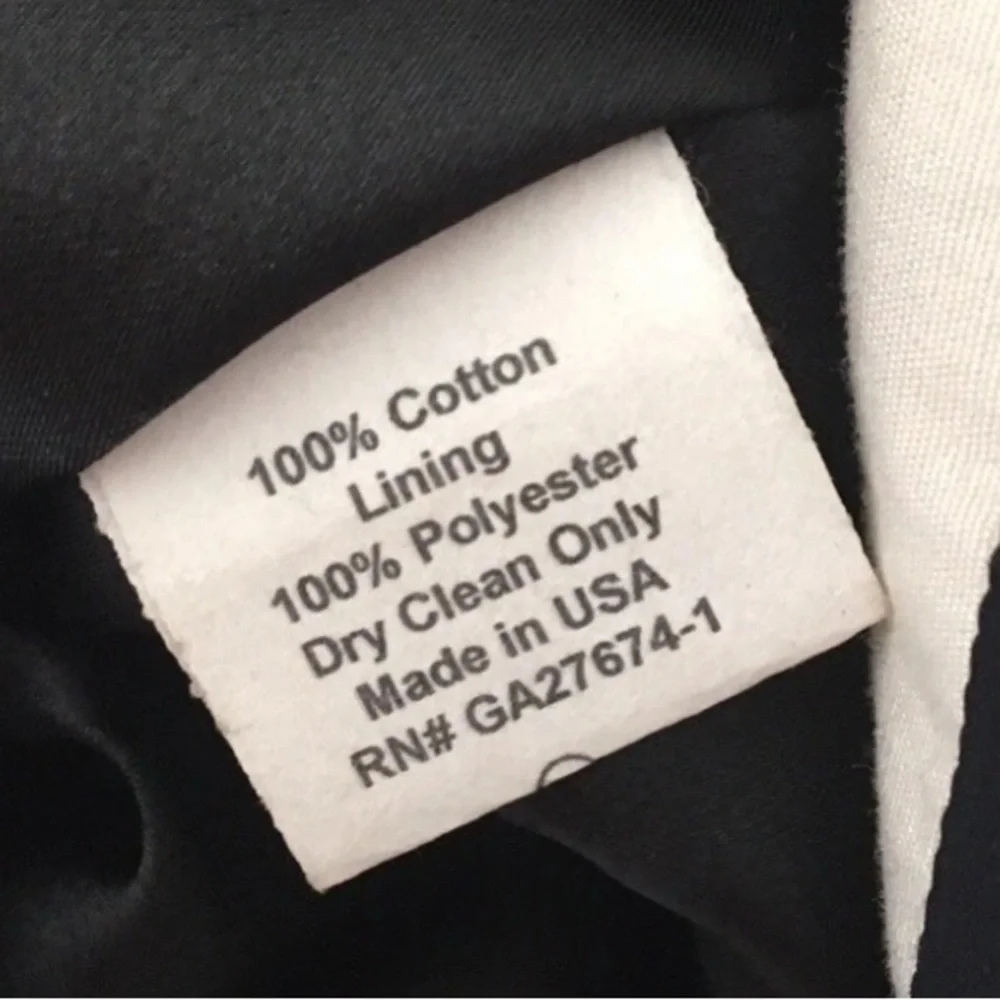 100% Cotton
Lining
100% Polyester
Dry Clean Only
Made in USA
RN# GA27674-1